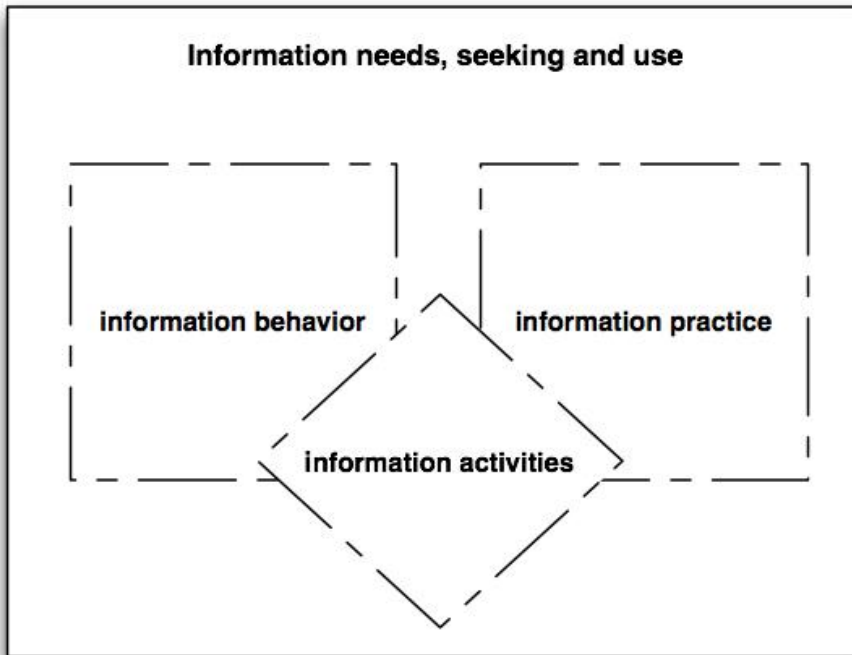 Information needs, seeking and use
information behavior
information practice
information activities